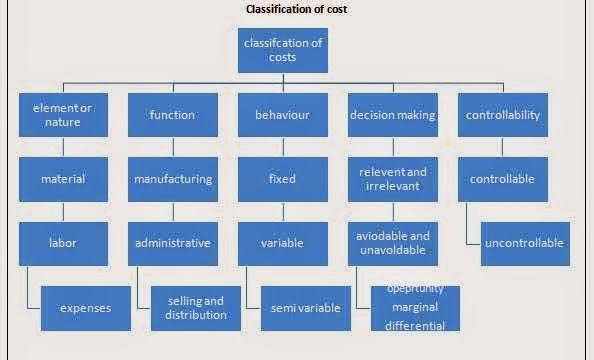 Classification of cost
classifcation of
costs
element or
nature
function
behaviour
decision making
controllability
material
manufacturing
fixed
relevent and
irrelevant
controllable
labor
administrative
variable
aviodable and
unavoldable
uncontrollable
expenses
selling and
distribution
semi variable
opeprtunity
marginal
differential